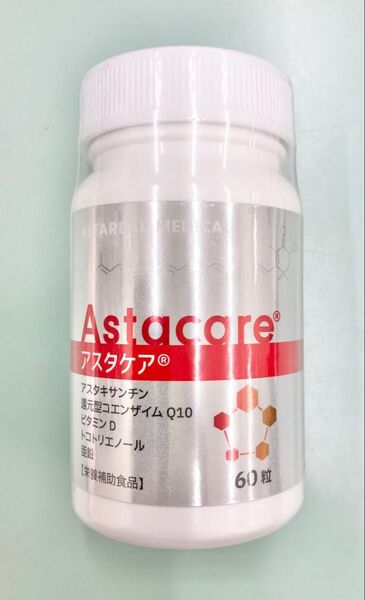 ASTAREAL MEDICAL
Astacare®
アスタケア®
アスタキサンチン
還元型コエンザイム Q10
ビタミン D
トコトリエノール
亜鉛
【栄養補助食品】
60粒